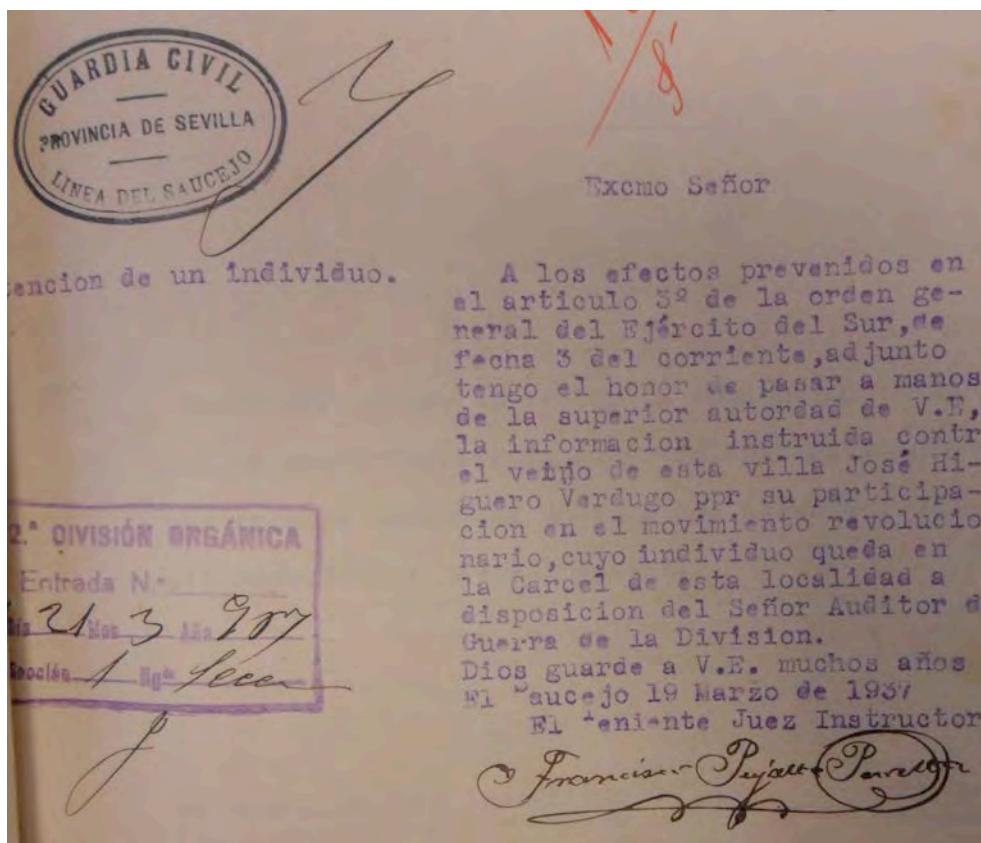 GUARDIA CIVIL
PROVINCIA DE SEVILLA
LINEA DEL SAUCEJO
Excmo Señor
tencion de un individuo.
A los efectos prevenidos en
el articulo 3º de la orden ge-
neral del Ejército del Sur,de
fecha 3 del corriente,adjunto
tengo el honor de pasar a manos
de la superior autordad de V.E,
la informacion instruida contr
el veinjo de esta villa José Hi-
guero Verdugo ppr su participa-
cion en el movimiento revolucio
nario,cuyo individuo queda en
la Carcel de esta localidad a
disposicion del Señor Auditor d
Guerra de la Division.
Dios guarde a V.E. muchos años
El Saucejo 19 Marzo de 1937
El Teniente Juez Instructor
Francisco
2.ª DIVISIÓN ORGÁNICA
Entrada N.º
Día 21 Mes 3 Año
Sección 1 Ngdo